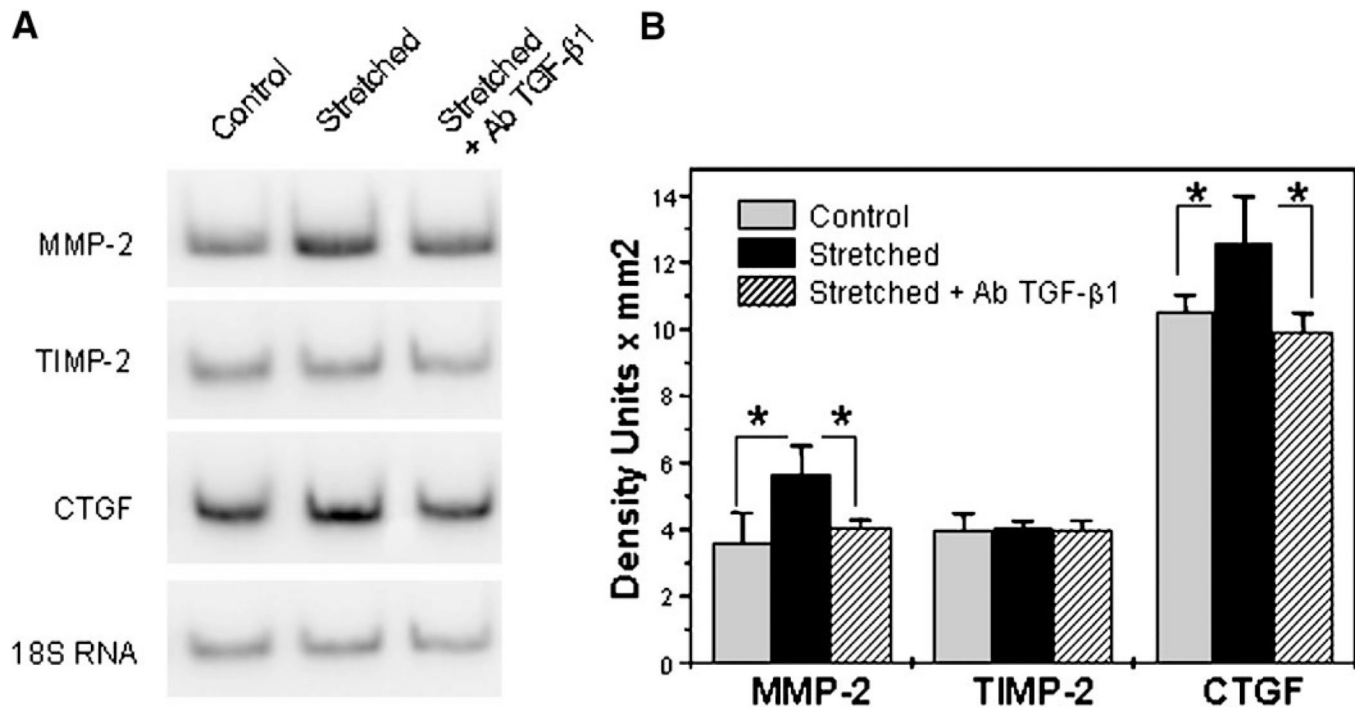 A
Control
Stretched
Stretched
+ Ab TGF-β1
MMP-2
TIMP-2
CTGF
18S RNA
B
Density Units x mm2
14
12
10
8
6
4
2
0
Control
Stretched
Stretched + Ab TGF-β1
*
*
*
*
MMP-2
TIMP-2
CTGF